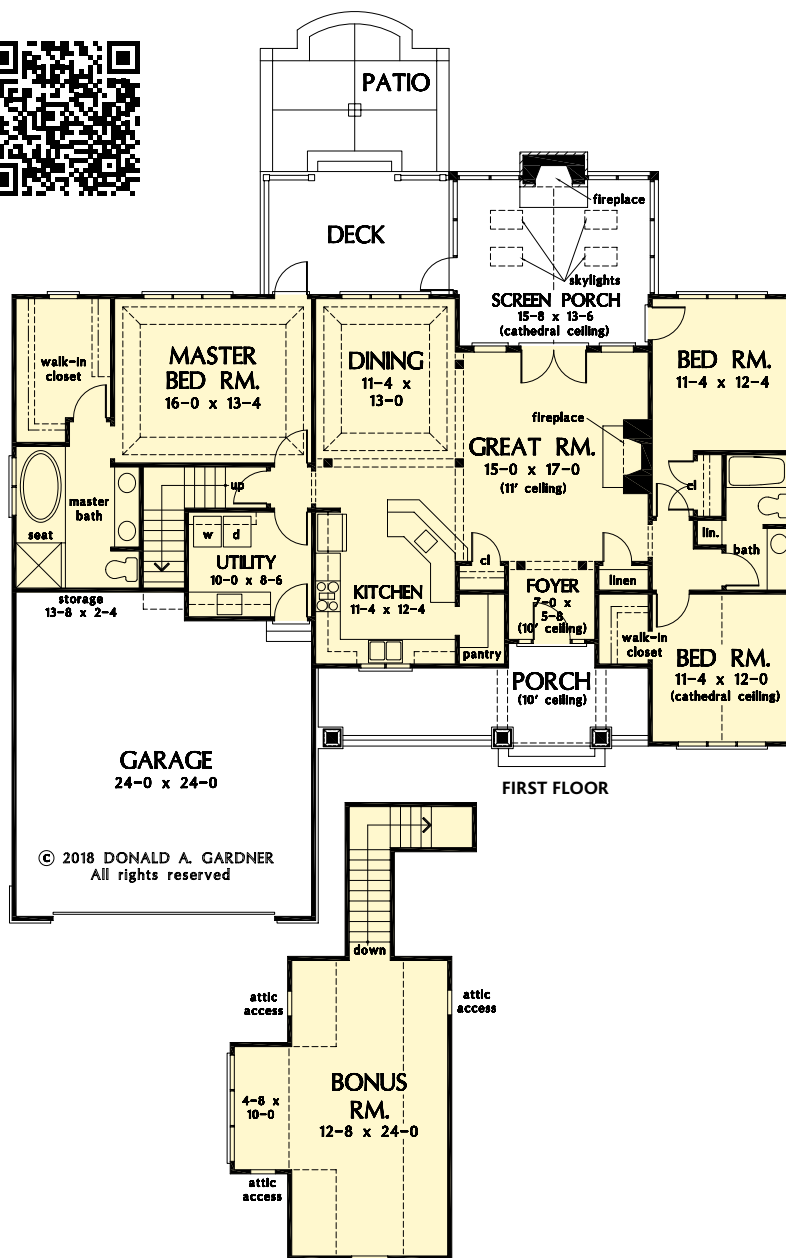 PATIO
fireplace
DECK
skylights
SCREEN PORCH
15-8 x 13-6
(cathedral ceiling)
walk-in
closet
MASTER
BED RM.
16-0 x 13-4
DINING
11-4 x
13-0
BED RM.
11-4 x 12-4
fireplace
GREAT RM.
15-0 x 17-0
(11' ceiling)
up
cl
master
bath
seat
w d
UTILITY
10-0 x 8-6
lin.
bath
cl
KITCHEN
11-4 x 12-4
FOYER
7-0 x
5-8
(10' ceiling)
linen
storage
13-8 x 2-4
pantry
walk-in
closet
BED RM.
11-4 x 12-0
(cathedral ceiling)
PORCH
(10' ceiling)
GARAGE
24-0 x 24-0
FIRST FLOOR
© 2018 DONALD A. GARDNER
All rights reserved
down
attic
access
attic
access
BONUS
RM.
12-8 x 24-0
4-8 x
10-0
attic
access